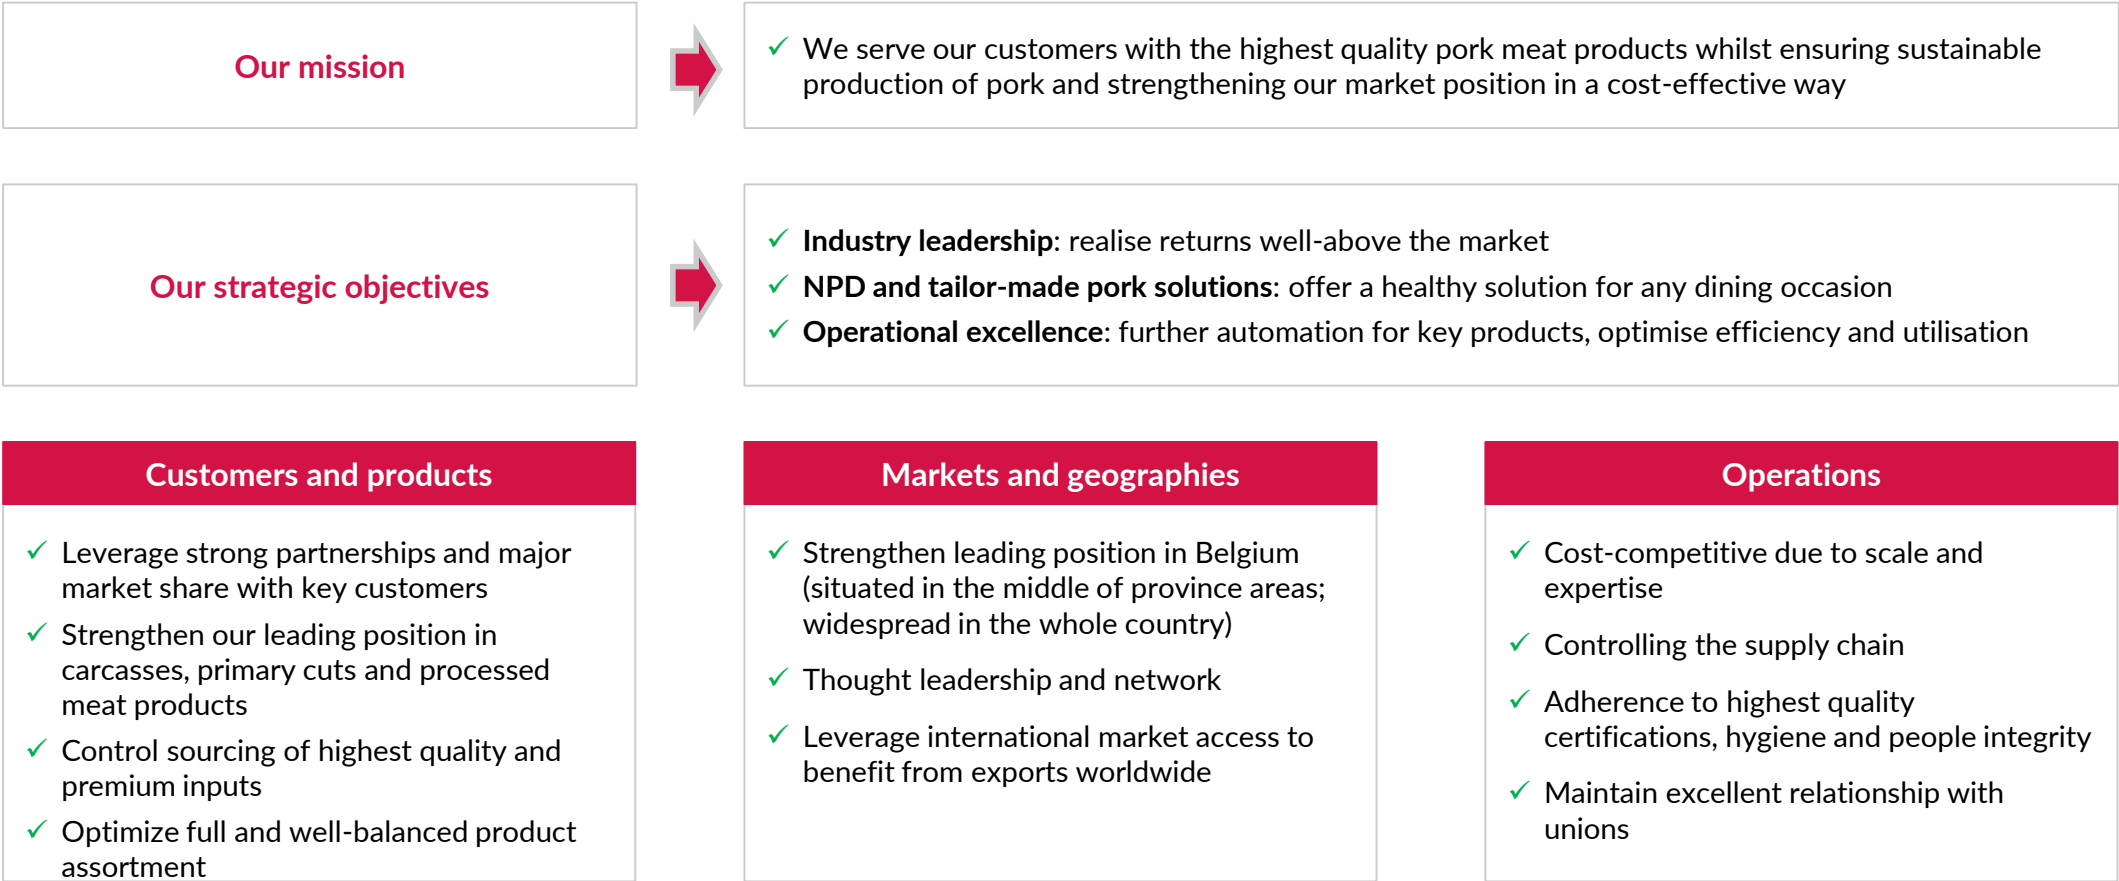 Our mission
✓ We serve our customers with the highest quality pork meat products whilst ensuring sustainable
production of pork and strengthening our market position in a cost-effective way
Our strategic objectives
✓ Industry leadership: realise returns well-above the market
✓ NPD and tailor-made pork solutions: offer a healthy solution for any dining occasion
✓ Operational excellence: further automation for key products, optimise efficiency and utilisation
Customers and products
✓ Leverage strong partnerships and major
market share with key customers
✓ Strengthen our leading position in
carcasses, primary cuts and processed
meat products
✓ Control sourcing of highest quality and
premium inputs
✓ Optimize full and well-balanced product
assortment
Markets and geographies
✓ Strengthen leading position in Belgium
(situated in the middle of province areas;
widespread in the whole country)
✓ Thought leadership and network
✓ Leverage international market access to
benefit from exports worldwide
Operations
✓ Cost-competitive due to scale and
expertise
✓ Controlling the supply chain
✓ Adherence to highest quality
certifications, hygiene and people integrity
✓ Maintain excellent relationship with
unions